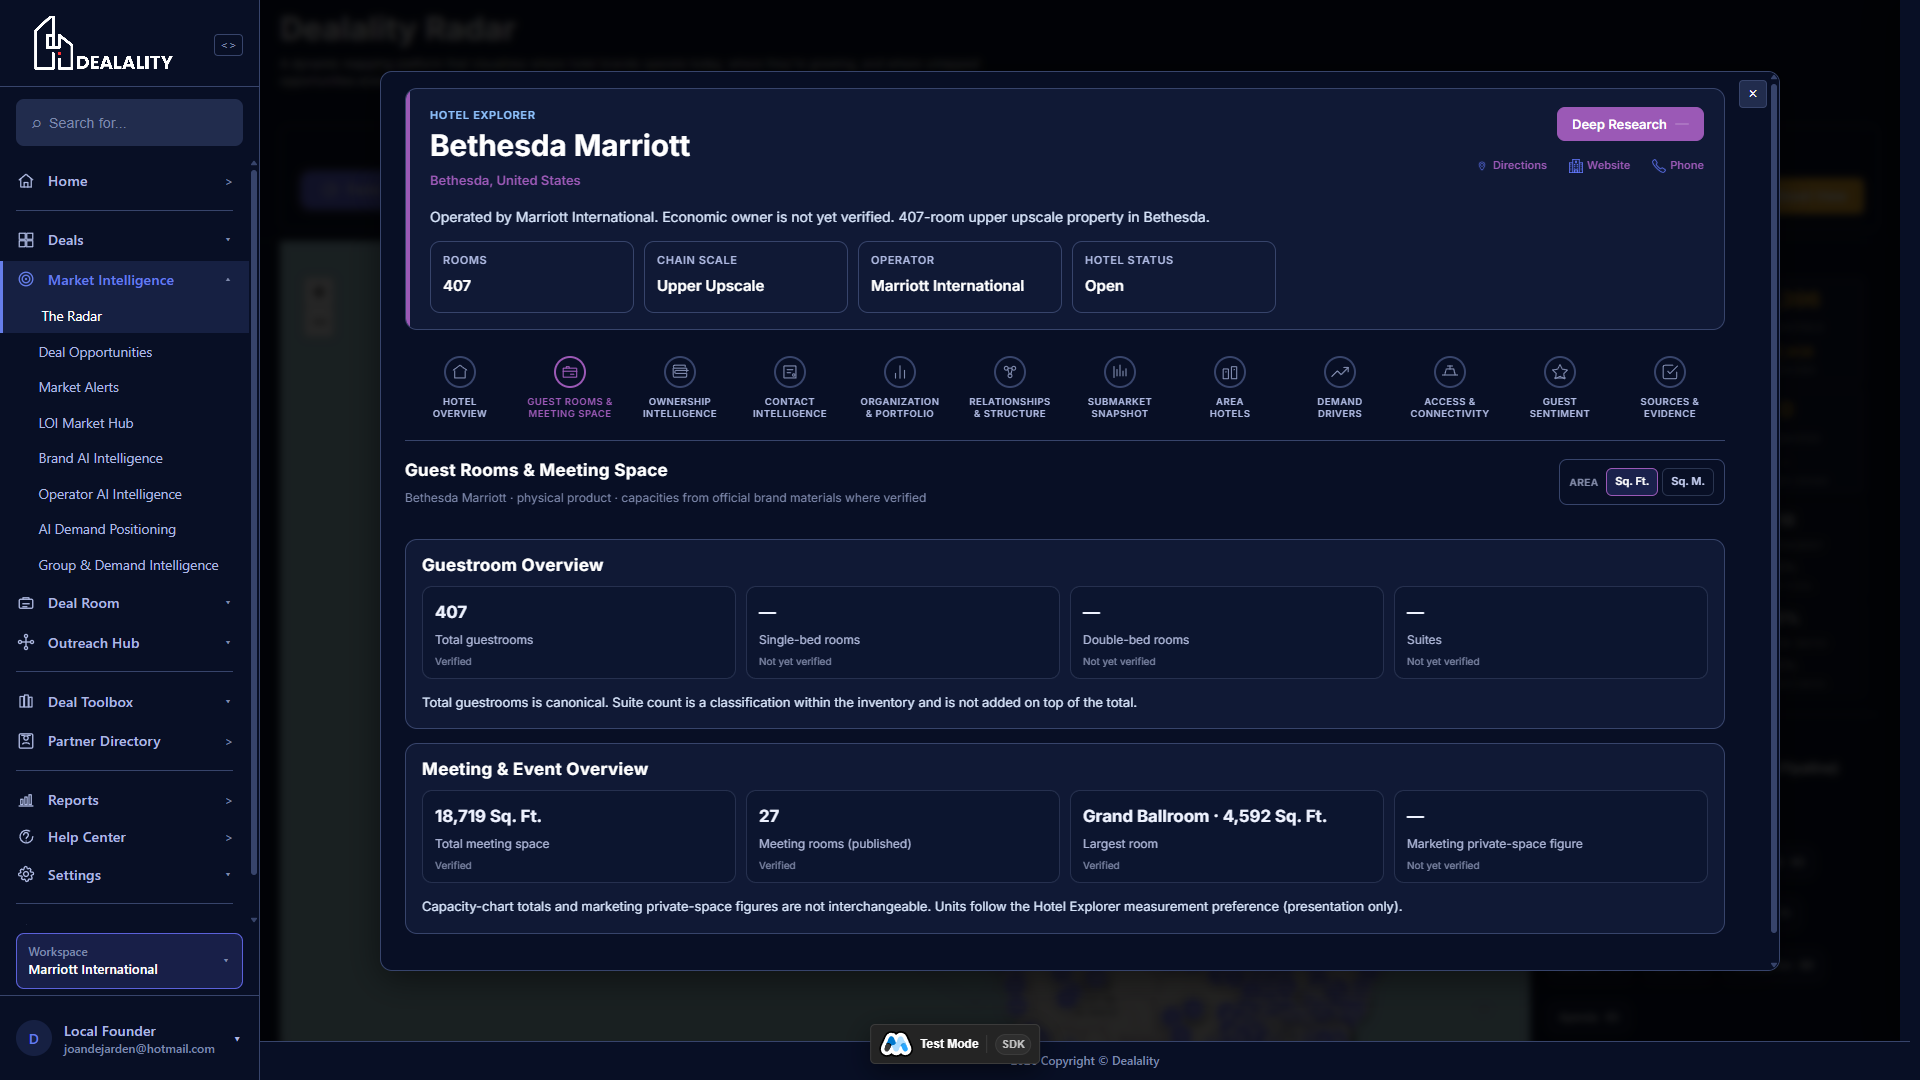 DEALALITY
<>
Search for...
Home
Deals
Market Intelligence
The Radar
Deal Opportunities
Market Alerts
LOI Market Hub
Brand AI Intelligence
Operator AI Intelligence
AI Demand Positioning
Group & Demand Intelligence
Deal Room
Outreach Hub
Deal Toolbox
Partner Directory
Reports
Help Center
Settings
Workspace
Marriott International
D
Local Founder
joandejarden@hotmail.com
Dealality Radar
HOTEL EXPLORER
Bethesda Marriott
Bethesda, United States
Deep Research
Directions
Website
Phone
Operated by Marriott International. Economic owner is not yet verified. 407-room upper upscale property in Bethesda.
ROOMS
407
CHAIN SCALE
Upper Upscale
OPERATOR
Marriott International
HOTEL STATUS
Open
HOTEL
OVERVIEW
GUEST ROOMS &
MEETING SPACE
OWNERSHIP
INTELLIGENCE
CONTACT
INTELLIGENCE
ORGANIZATION
& PORTFOLIO
RELATIONSHIPS
& STRUCTURE
SUBMARKET
SNAPSHOT
AREA
HOTELS
DEMAND
DRIVERS
ACCESS &
CONNECTIVITY
GUEST
SENTIMENT
SOURCES &
EVIDENCE
Guest Rooms & Meeting Space
Bethesda Marriott · physical product · capacities from official brand materials where verified
AREA
Sq. Ft.
Sq. M.
Guestroom Overview
407
Total guestrooms
Verified
—
Single-bed rooms
Not yet verified
—
Double-bed rooms
Not yet verified
—
Suites
Not yet verified
Total guestrooms is canonical. Suite count is a classification within the inventory and is not added on top of the total.
Meeting & Event Overview
18,719 Sq. Ft.
Total meeting space
Verified
27
Meeting rooms (published)
Verified
Grand Ballroom · 4,592 Sq. Ft.
Largest room
Verified
—
Marketing private-space figure
Not yet verified
Capacity-chart totals and marketing private-space figures are not interchangeable. Units follow the Hotel Explorer measurement preference (presentation only).
Test Mode
SDK
Copyright © Dealality